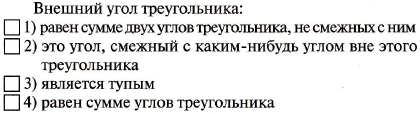 Внешний угол треугольника:
1) равен сумме двух углов треугольника, не смежных с ним
2) это угол, смежный с каким-нибудь углом вне этого
треугольника
3) является тупым
4) равен сумме углов треугольника